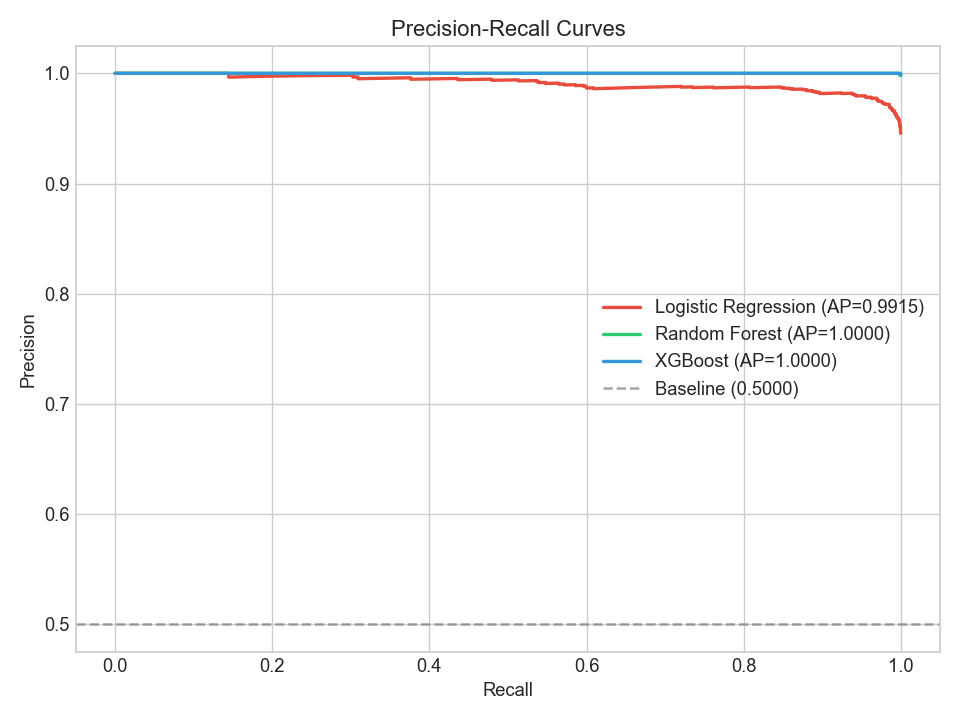 Precision-Recall Curves
Precision
1.0
0.9
0.8
0.7
0.6
0.5
Logistic Regression (AP=0.9915)
Random Forest (AP=1.0000)
XGBoost (AP=1.0000)
Baseline (0.5000)
0.0 0.2 0.4 0.6 0.8 1.0
Recall